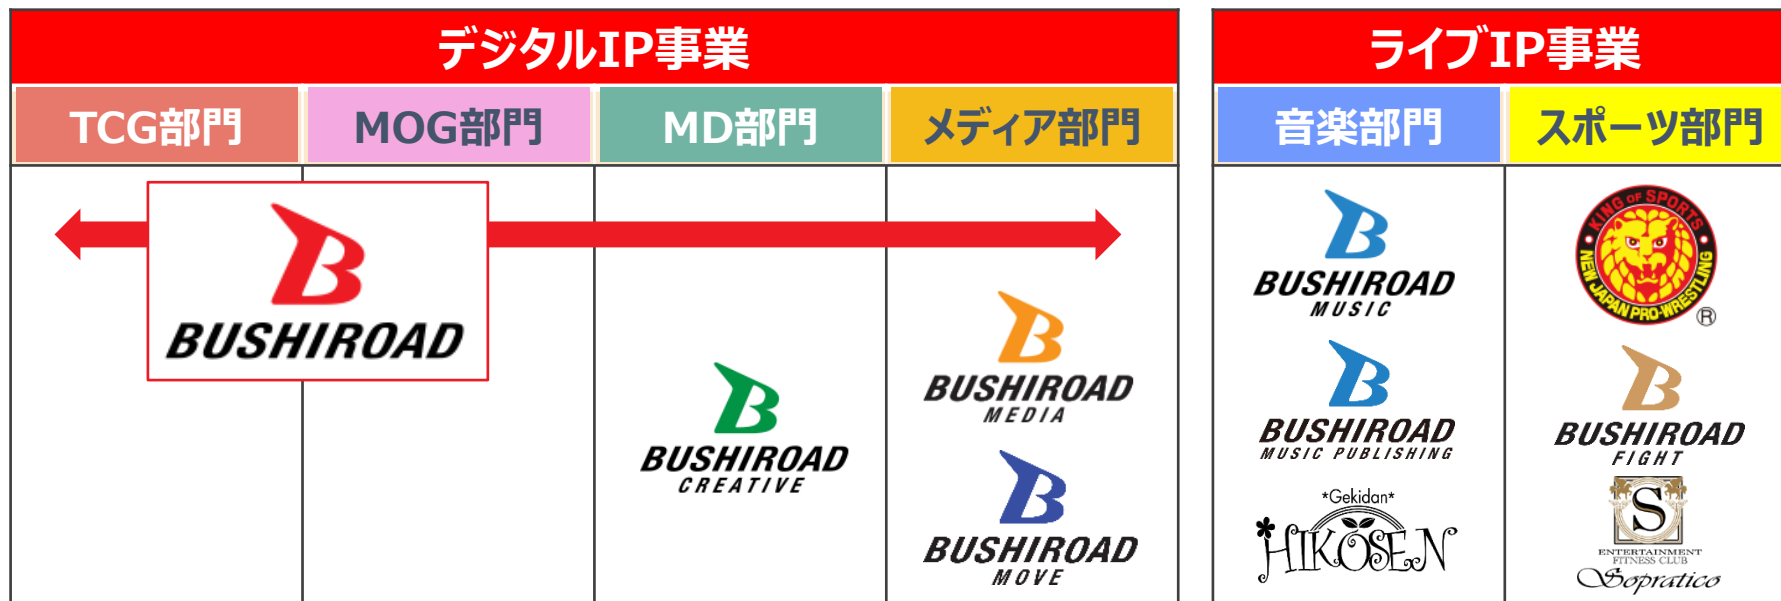 デジタルIP事業
ライブIP事業
TCG部門
MOG部門
MD部門
メディア部門
音楽部門
スポーツ部門
BUSHIROAD
BUSHIROAD
CREATIVE
BUSHIROAD
MEDIA
BUSHIROAD
MOVE
BUSHIROAD
MUSIC
BUSHIROAD
MUSIC PUBLISHING
*Gekidan*
HIKOSEN
KING OF SPORTS
NEW JAPAN PRO-WRESTLING
®
BUSHIROAD
FIGHT
S
ENTERTAINMENT
FITNESS CLUB
Sopratico